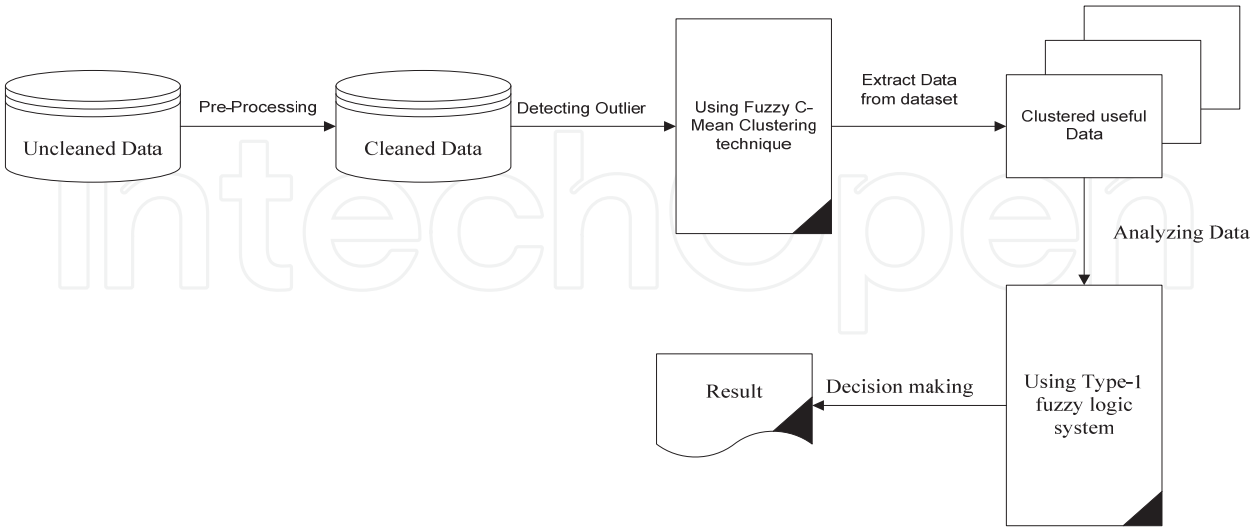 Uncleaned Data
Pre-Processing
Cleaned Data
Detecting Outlier
Using Fuzzy C-
Mean Clustering
technique
Extract Data
from dataset
Clustered useful
Data
Analyzing Data
Using Type-1
fuzzy logic
system
Decision making
Result
IntechOpen